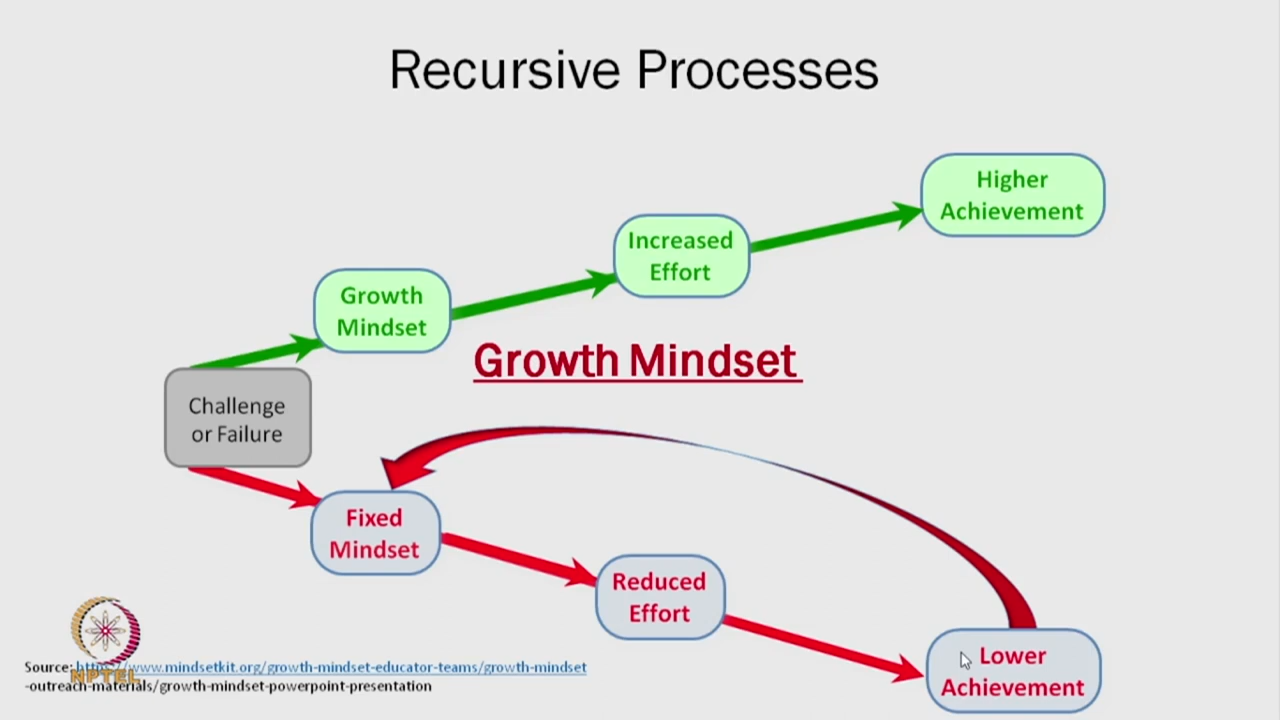 Recursive Processes
Higher
Achievement
Increased
Effort
Growth
Mindset
Growth Mindset
Challenge
or Failure
Fixed
Mindset
Reduced
Effort
Lower
Achievement
Source: https://www.mindsetkit.org/growth-mindset-educator-teams/growth-mindset
-outreach-materials/growth-mindset-powerpoint-presentation
NPTEL